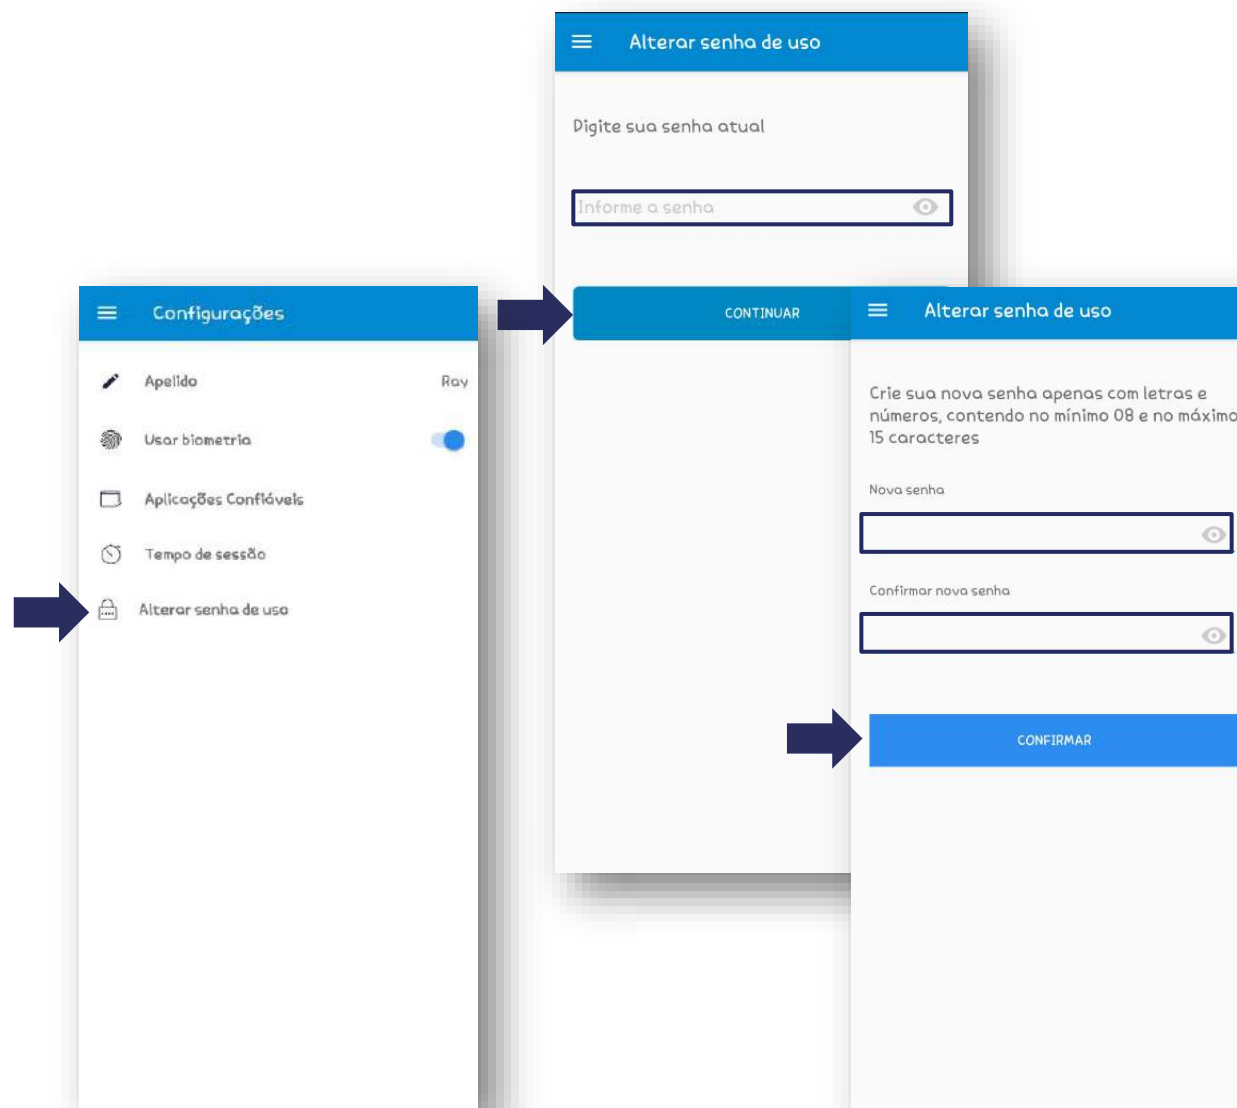 Alterar senha de uso
Digite sua senha atual
Informe a senha
CONTINUAR
Configurações
Apelido Ray
Usar biometria
Aplicações Confiáveis
Tempo de sessão
Alterar senha de uso
Alterar senha de uso
Crie sua nova senha apenas com letras e
números, contendo no mínimo 08 e no máximo
15 caracteres
Nova senha
Confirmar nova senha
CONFIRMAR